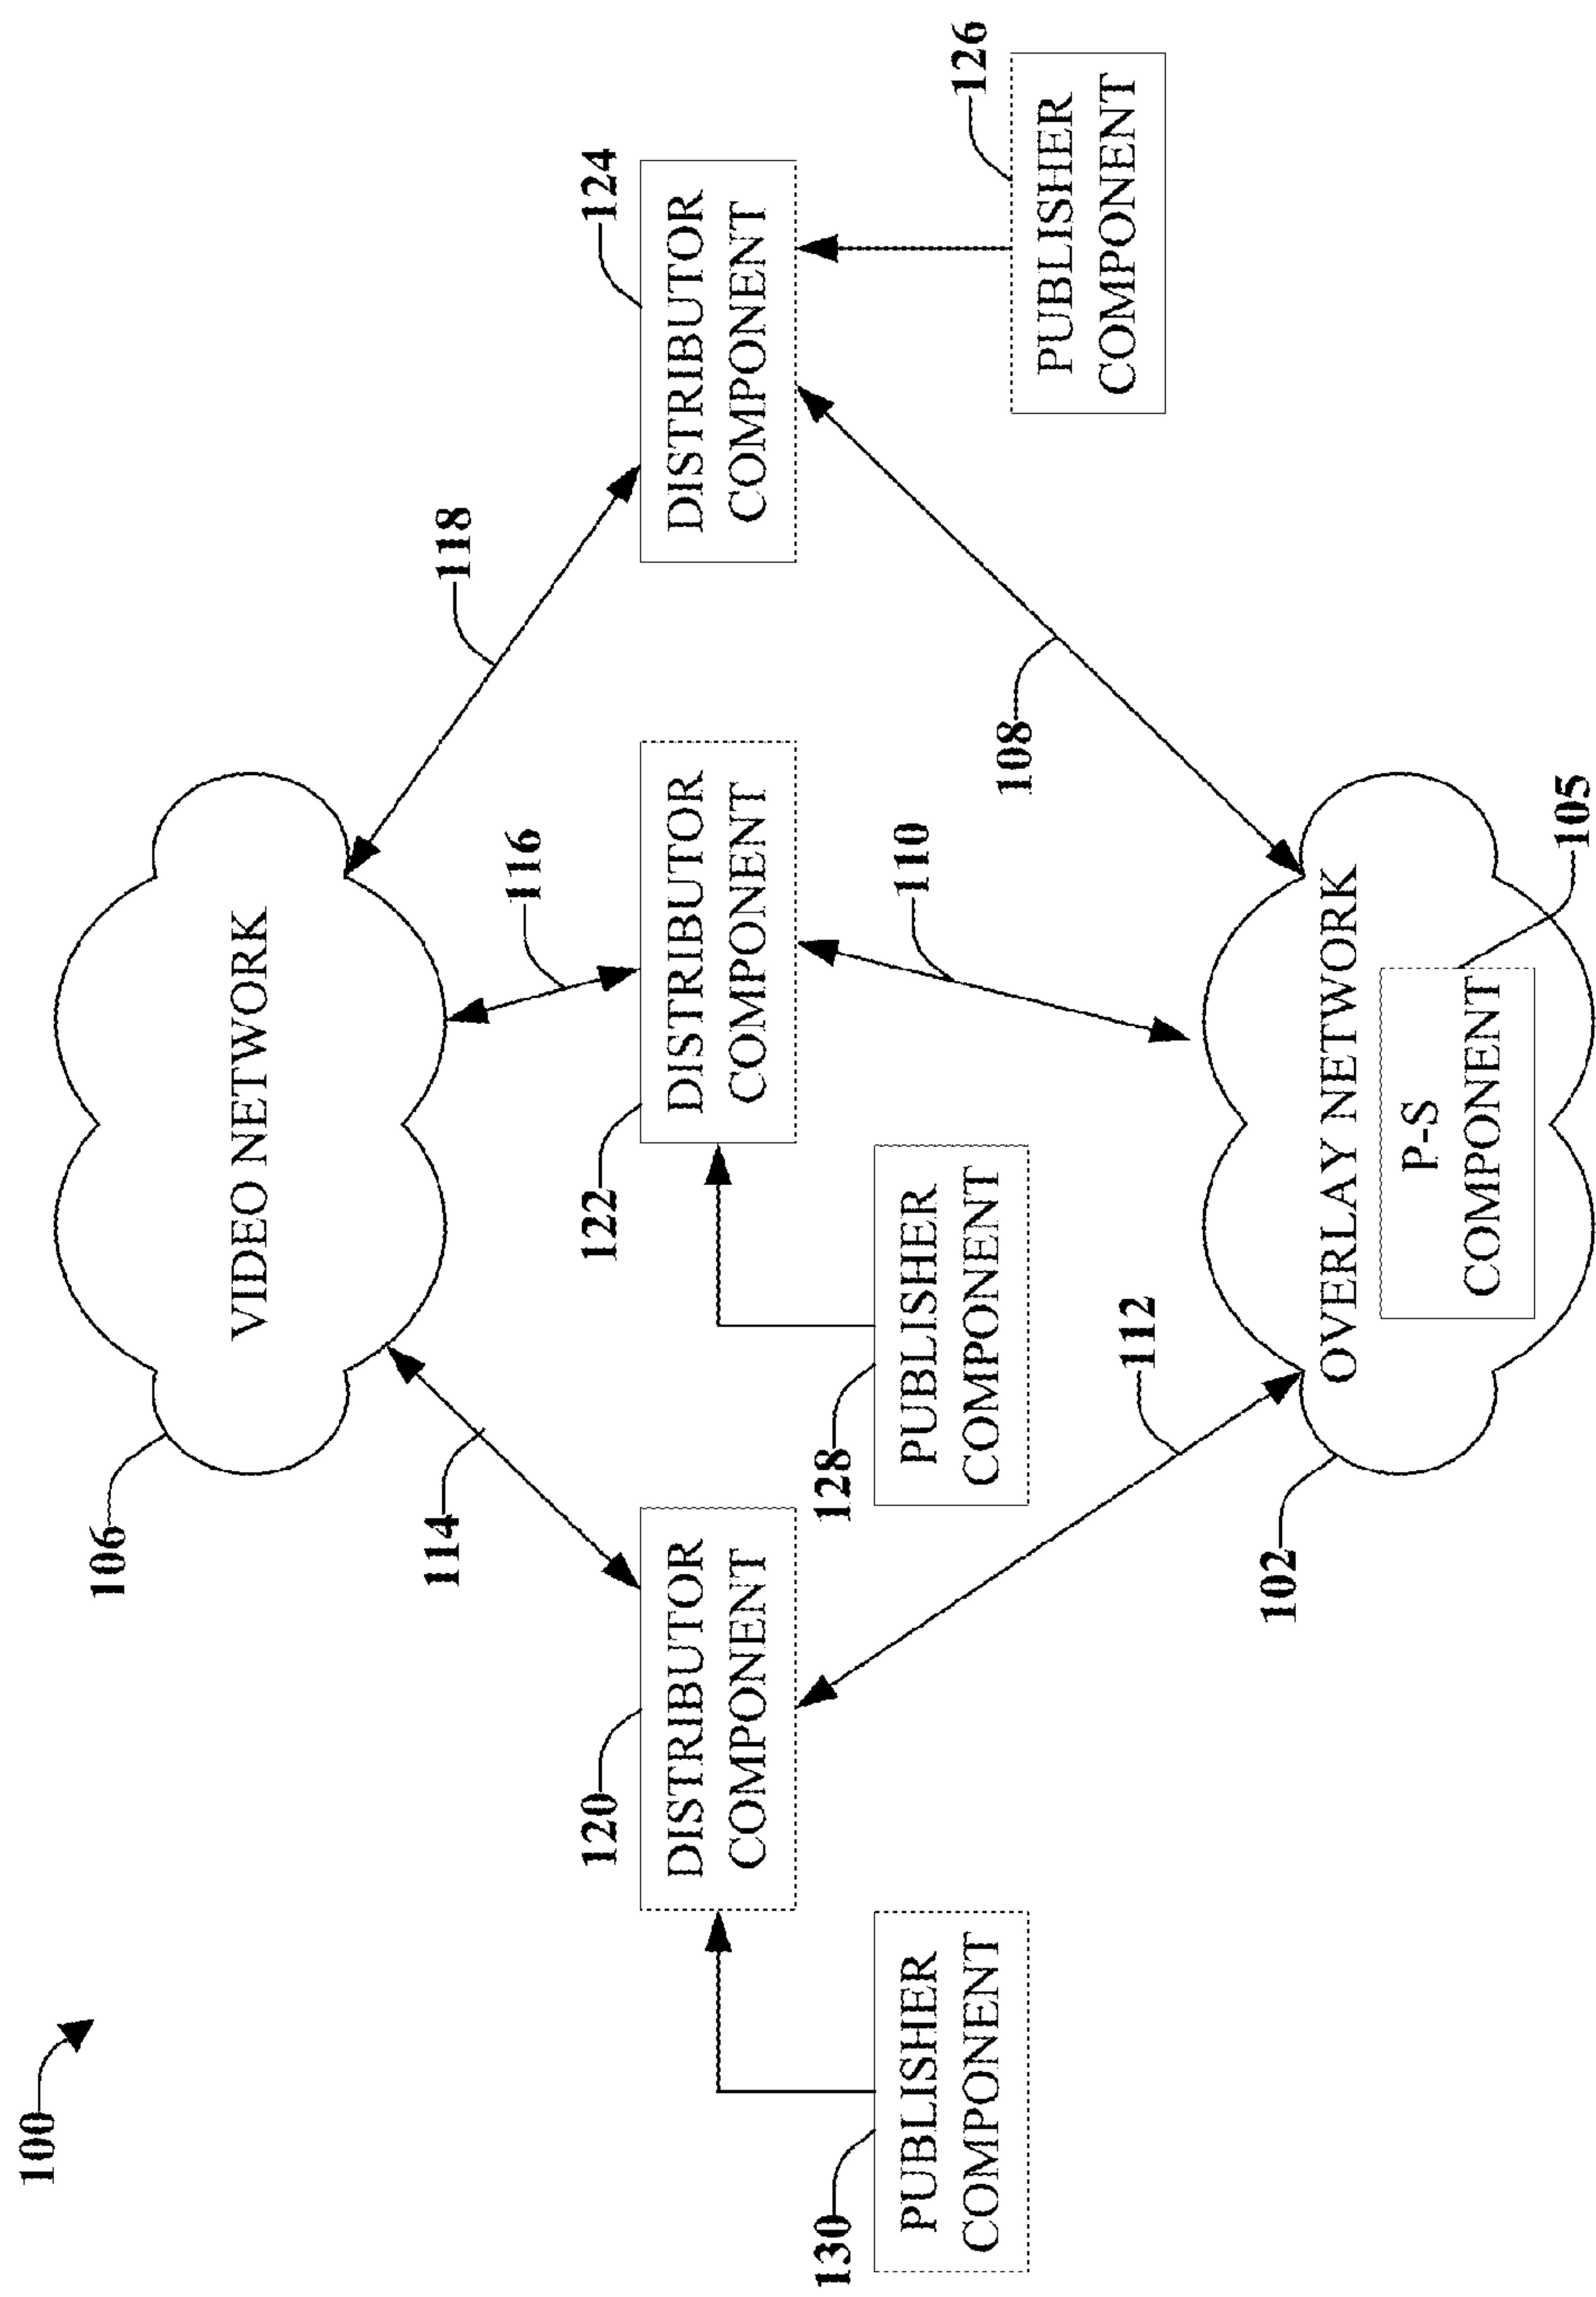 100
106
VIDEO NETWORK
114
116
118
120
DISTRIBUTOR
COMPONENT
122
DISTRIBUTOR
COMPONENT
124
DISTRIBUTOR
COMPONENT
130
PUBLISHER
COMPONENT
128
PUBLISHER
COMPONENT
110
108
126
PUBLISHER
COMPONENT
112
102
OVERLAY NETWORK
P-S
COMPONENT
105